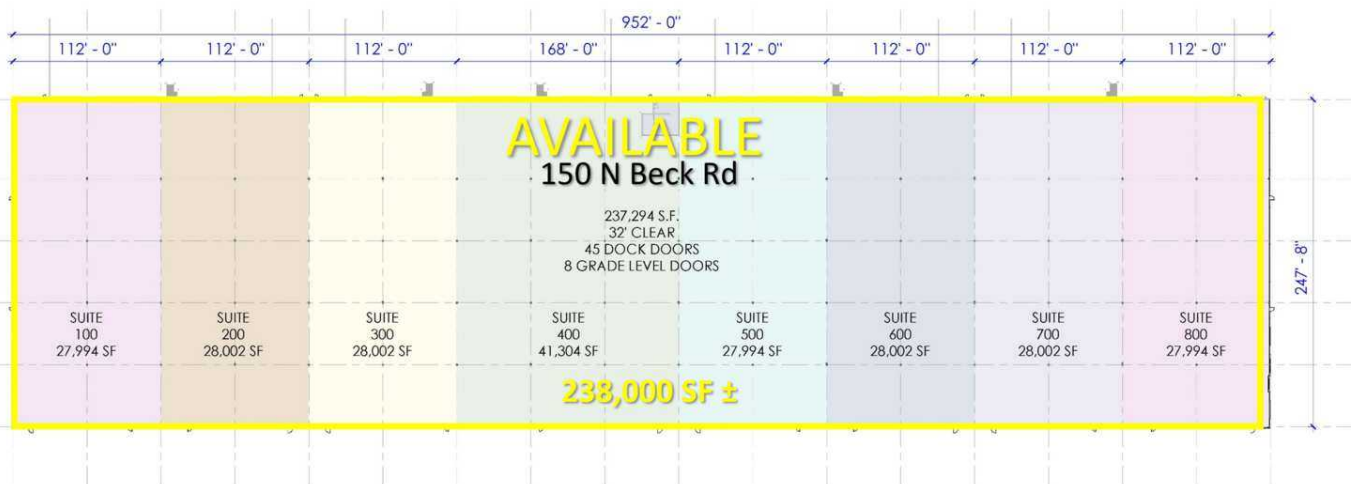 952' - 0"
112' - 0"
112' - 0"
112' - 0"
168' - 0"
112' - 0"
112' - 0"
112' - 0"
112' - 0"
AVAILABLE
150 N Beck Rd
237,294 S.F.
32' CLEAR
45 DOCK DOORS
8 GRADE LEVEL DOORS
247' - 8"
SUITE
100
27,994 SF
SUITE
200
28,002 SF
SUITE
300
28,002 SF
SUITE
400
41,304 SF
SUITE
500
27,994 SF
SUITE
600
28,002 SF
SUITE
700
28,002 SF
SUITE
800
27,994 SF
238,000 SF ±